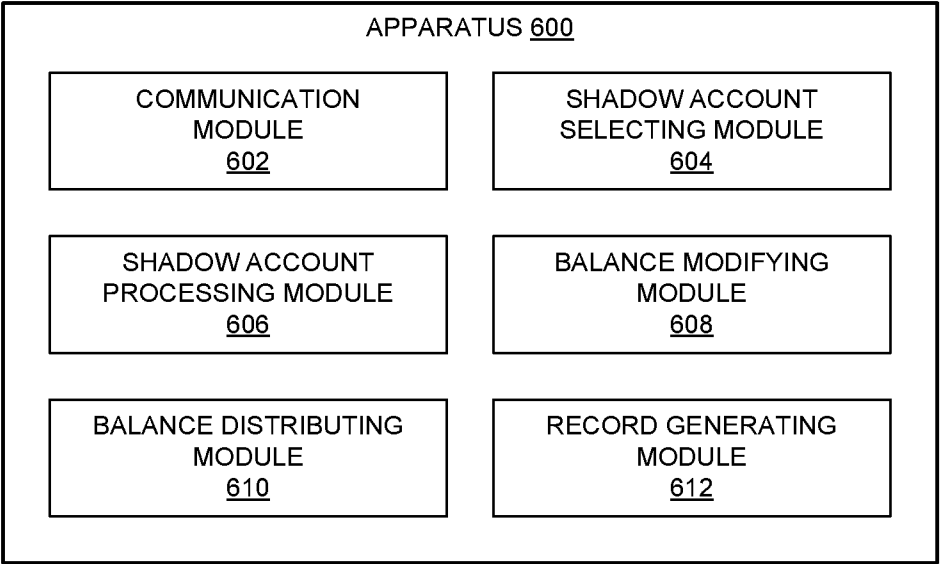 APPARATUS 600
COMMUNICATION
MODULE
602
SHADOW ACCOUNT
SELECTING MODULE
604
SHADOW ACCOUNT
PROCESSING MODULE
606
BALANCE MODIFYING
MODULE
608
BALANCE DISTRIBUTING
MODULE
610
RECORD GENERATING
MODULE
612